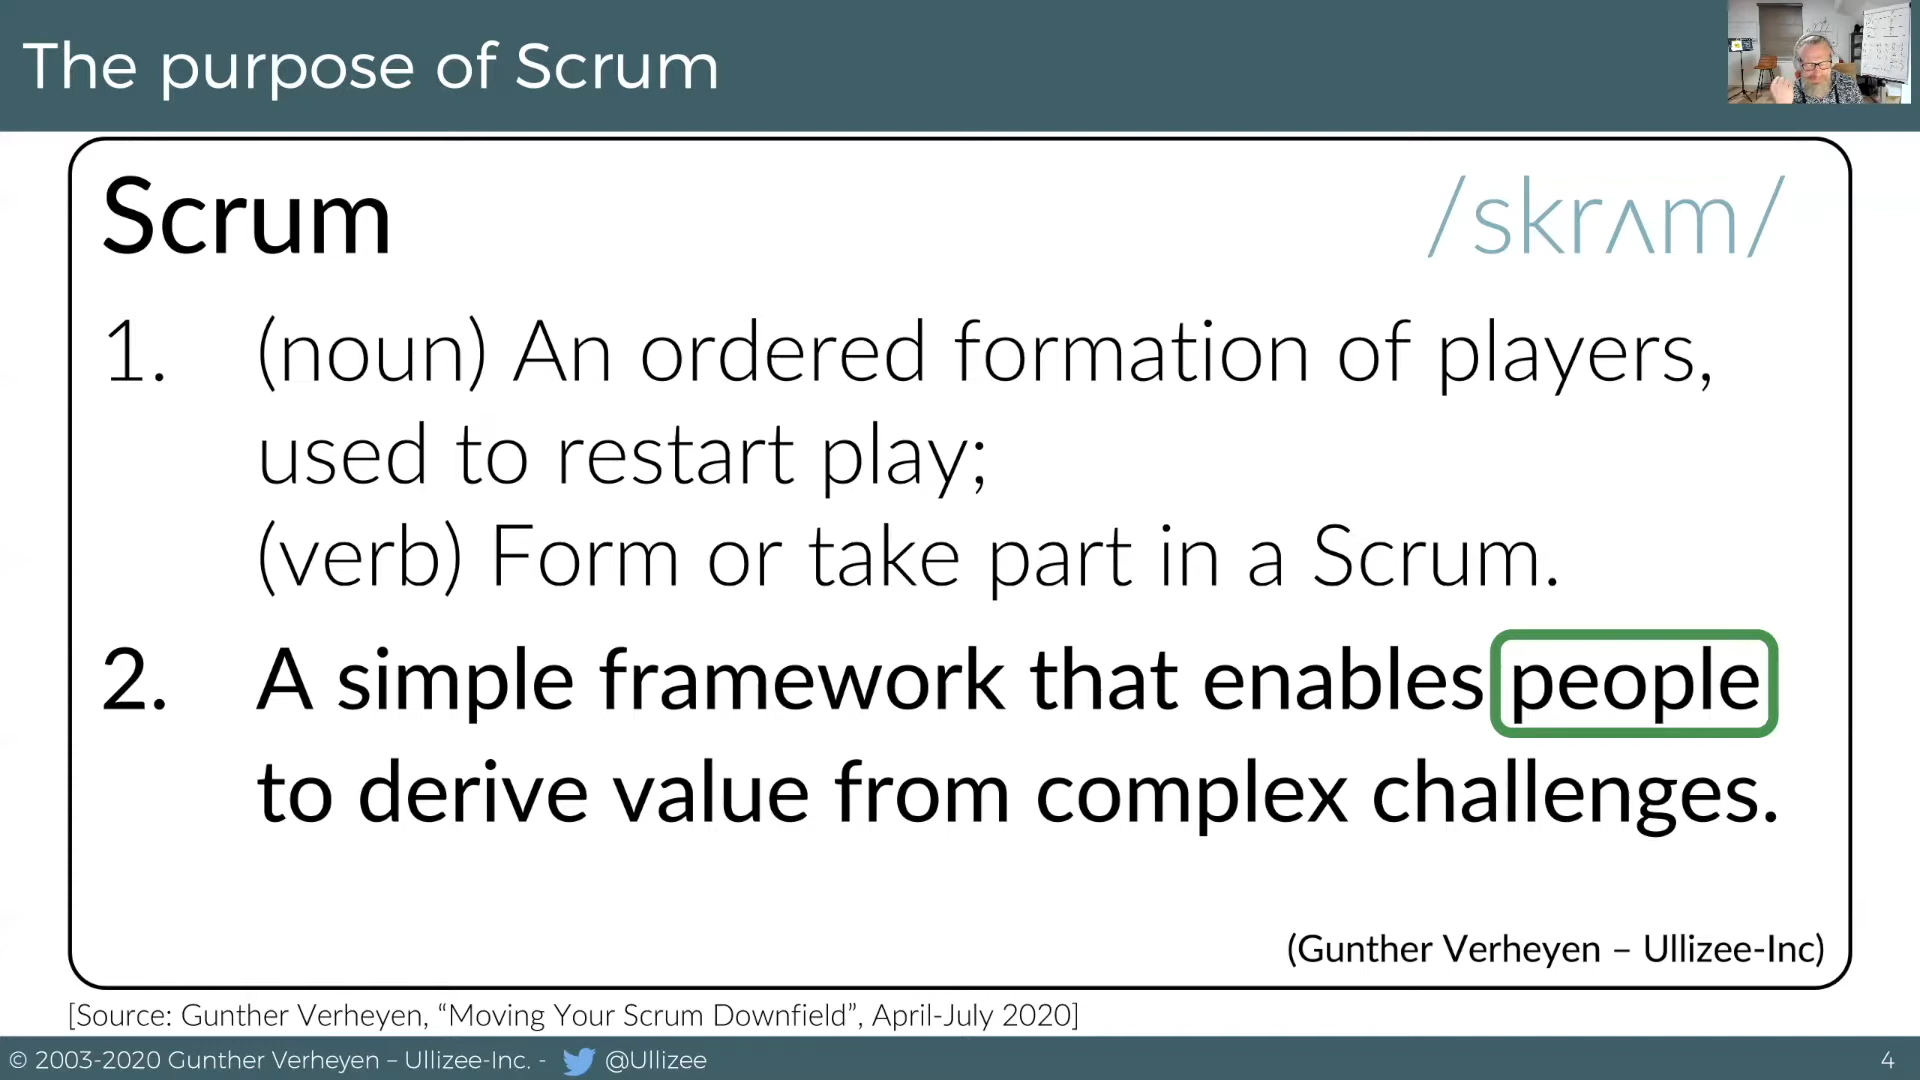 The purpose of Scrum
Scrum
/skrʌm/
1. (noun) An ordered formation of players,
used to restart play;
(verb) Form or take part in a Scrum.
2. A simple framework that enables people
to derive value from complex challenges.
(Gunther Verheyen – Ullizee-Inc)
[Source: Gunther Verheyen, “Moving Your Scrum Downfield”, April-July 2020]
© 2003-2020 Gunther Verheyen – Ullizee-Inc. - @Ullizee
4